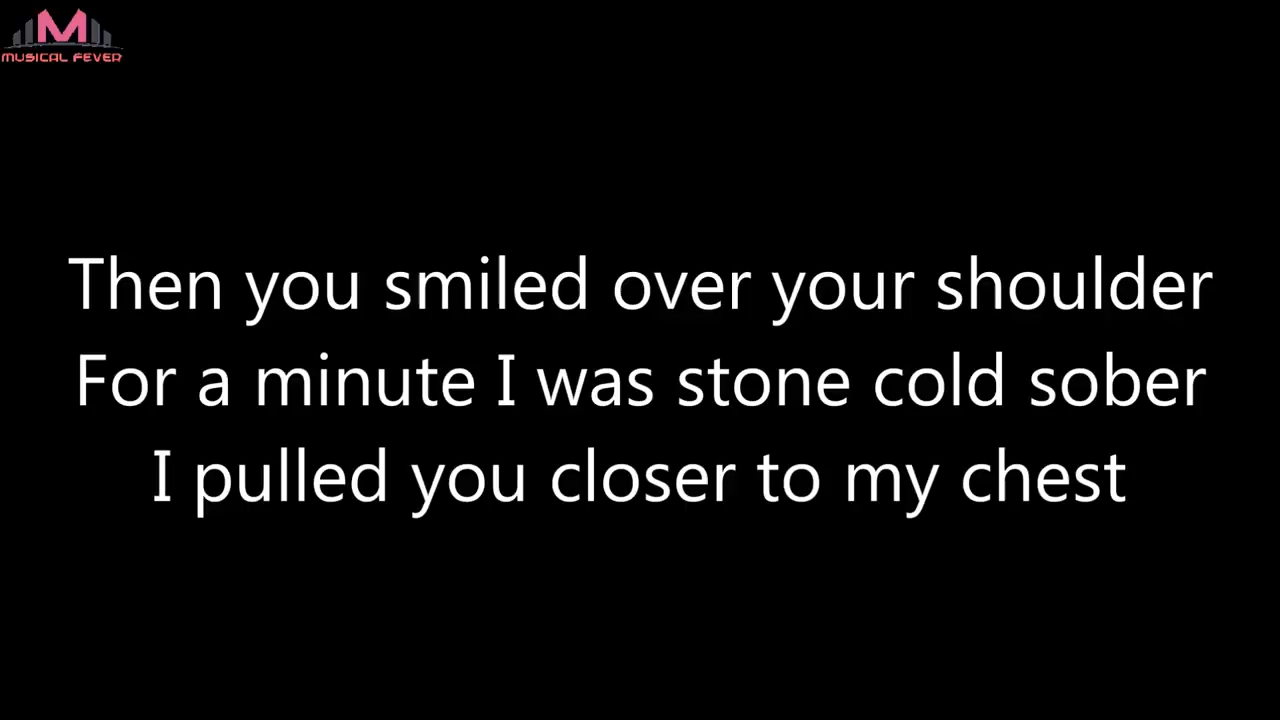 M
MUSICAL FEVER
Then you smiled over your shoulder
For a minute I was stone cold sober
I pulled you closer to my chest